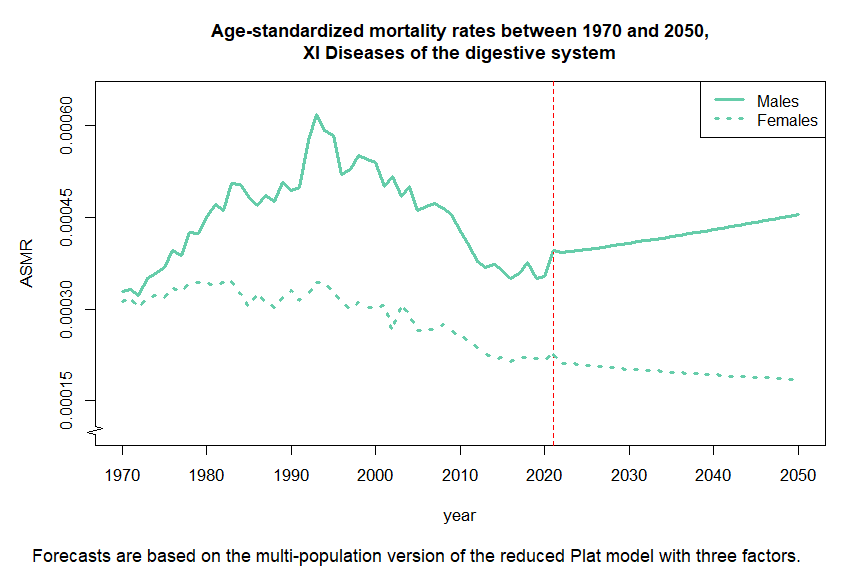 Age-standardized mortality rates between 1970 and 2050,
XI Diseases of the digestive system
Males
Females
0.00060
0.00045
0.00030
0.00015
ASMR
1970 1980 1990 2000 2010 2020 2030 2040 2050
year
Forecasts are based on the multi-population version of the reduced Plat model with three factors.